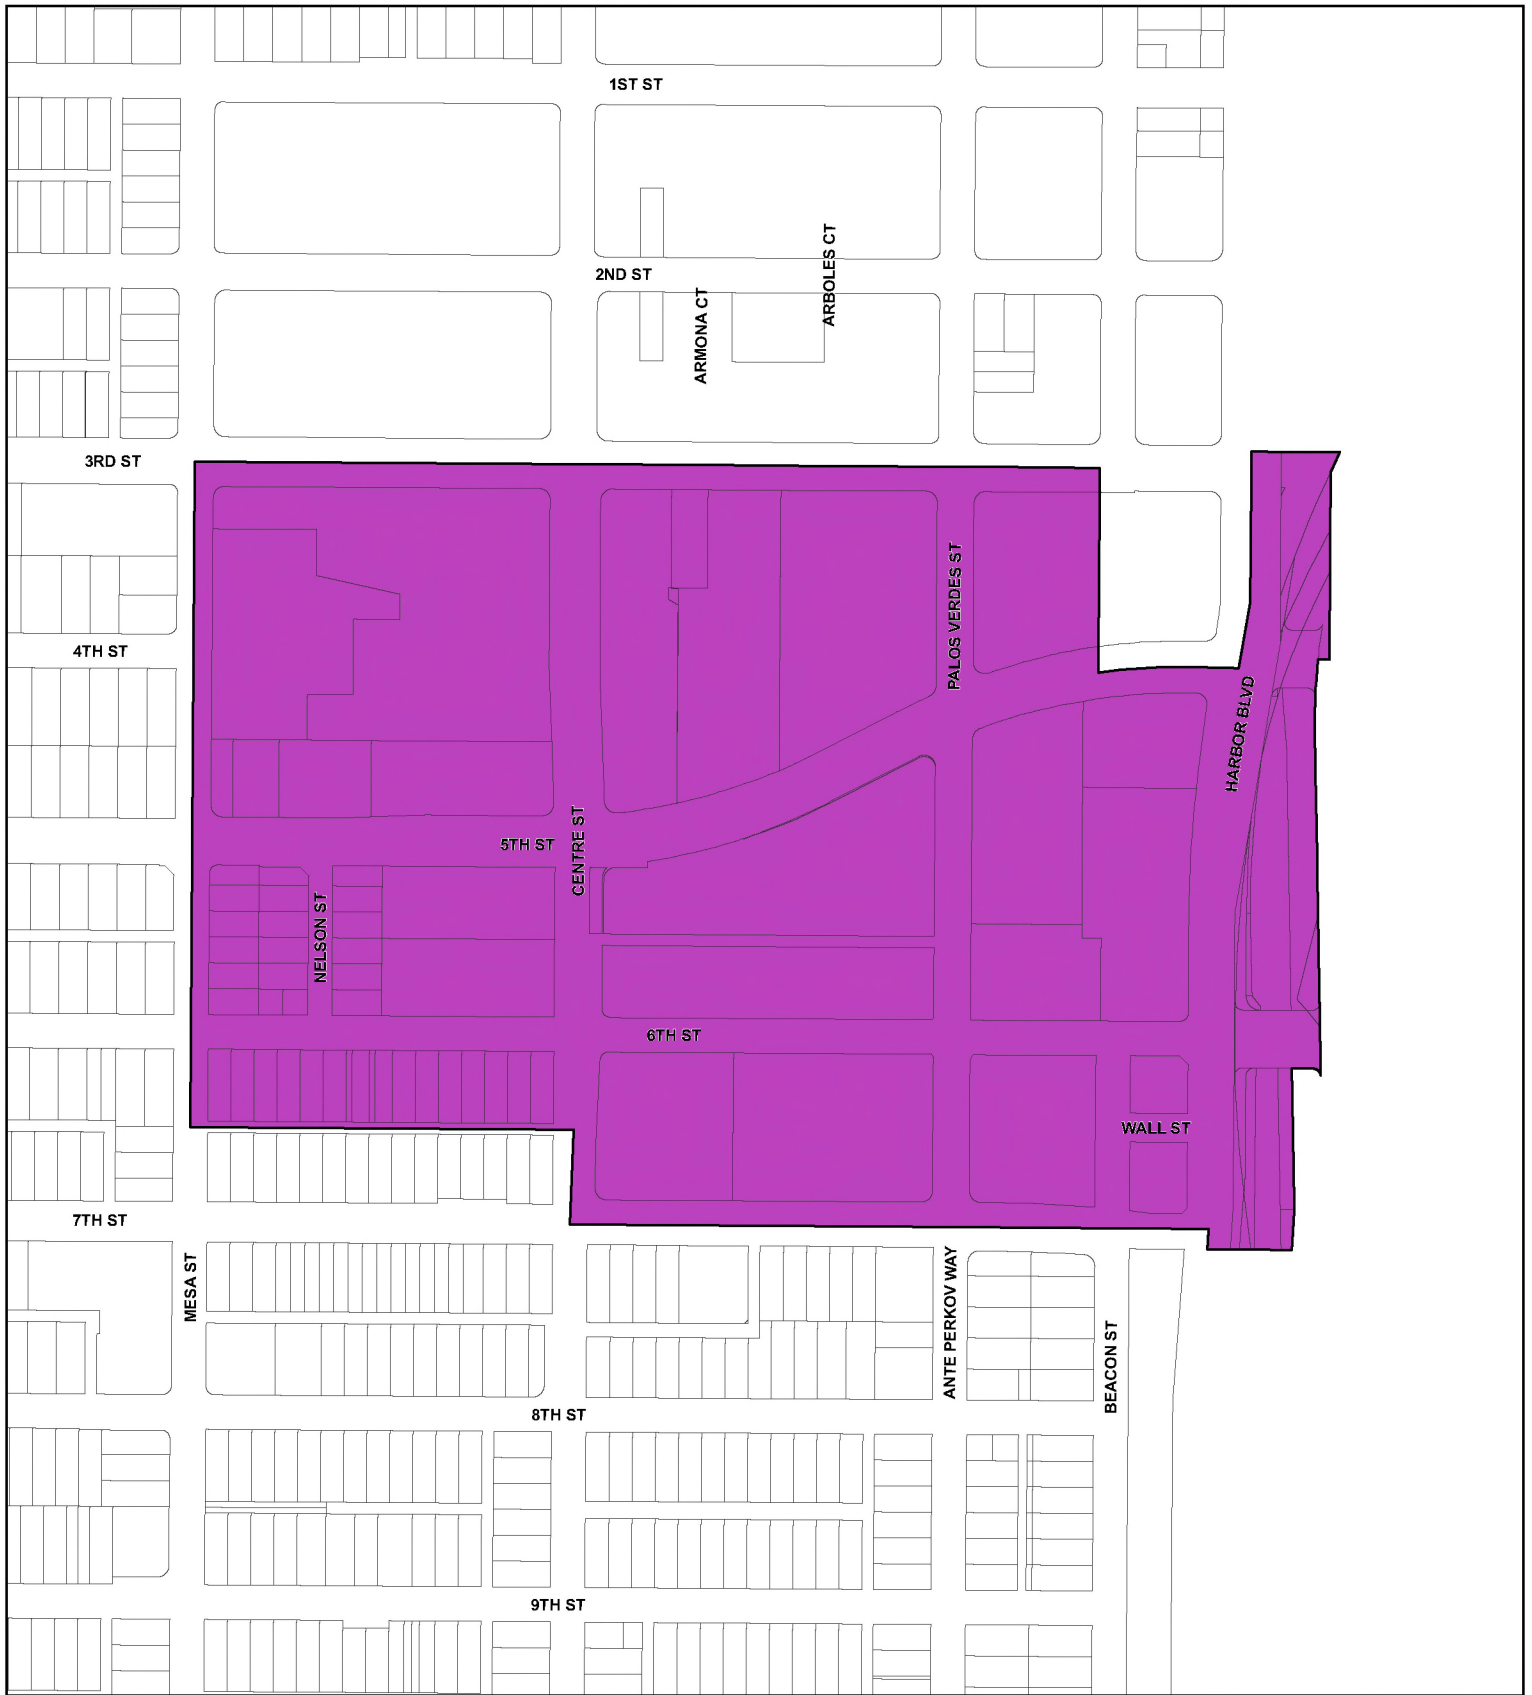 1ST ST
2ND ST
ARBOLES CT
ARMONA CT
3RD ST
PALOS VERDES ST
4TH ST
HARBOR BLVD
5TH ST
CENTRE ST
NELSON ST
6TH ST
WALL ST
7TH ST
MESA ST
ANTE PERKOV WAY
BEACON ST
8TH ST
9TH ST